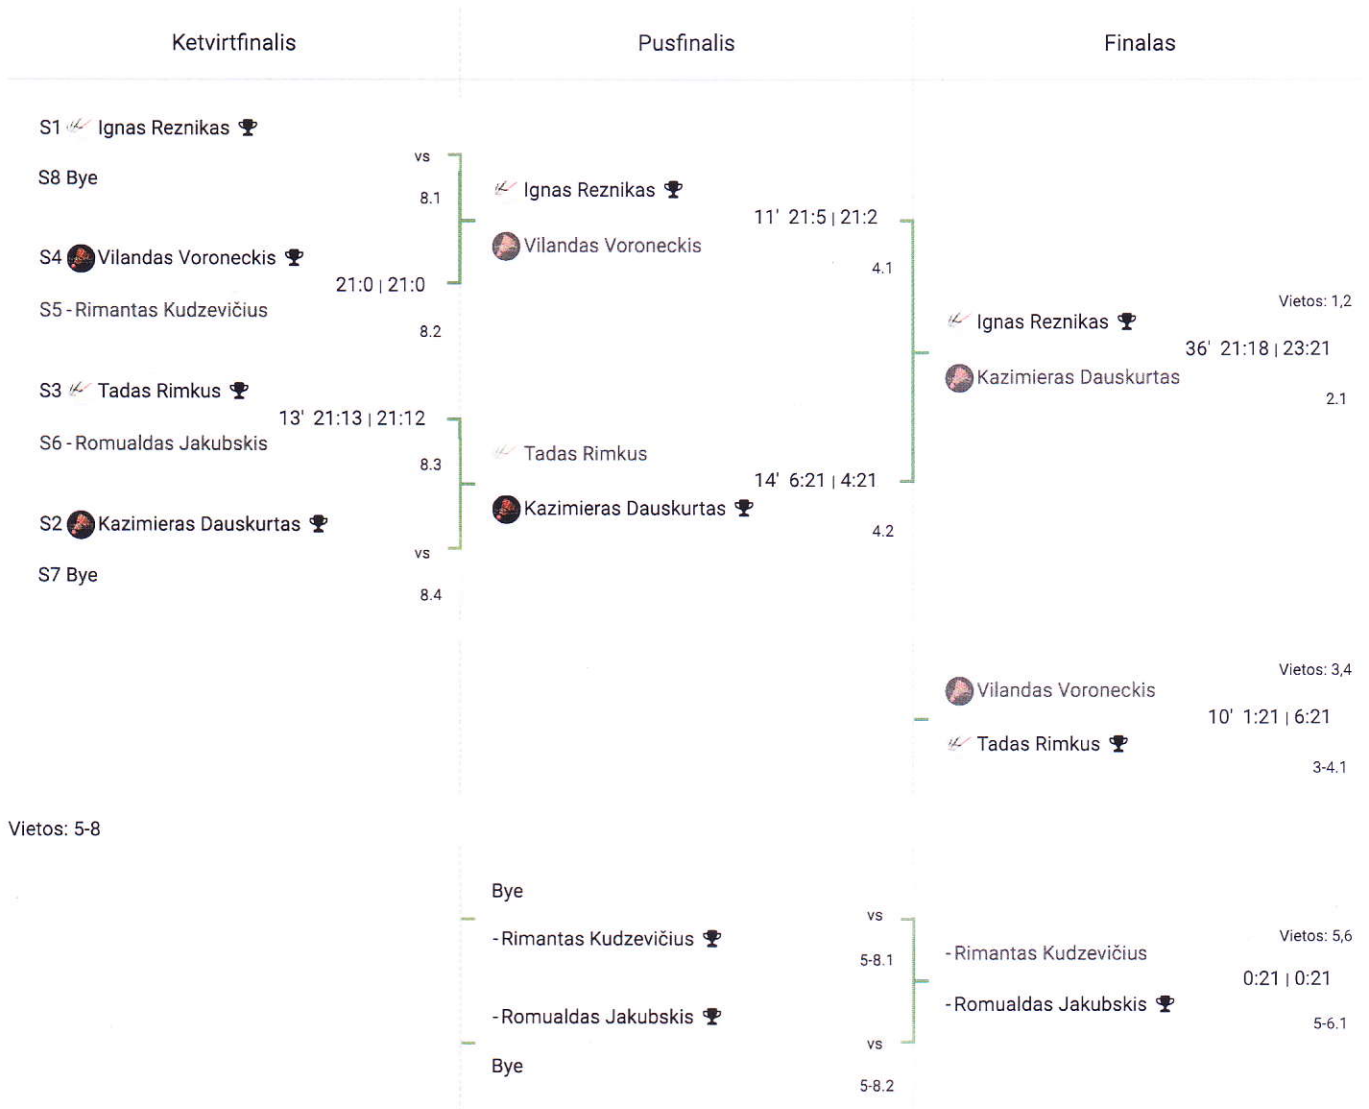 Ketvirtfinalis
Pusfinalis
Finalas
S1 Ignas Reznikas
vs
S8 Bye
8.1
S4 Vilandas Voroneckis
21:0 | 21:0
S5 - Rimantas Kudzevičius
8.2
S3 Tadas Rimkus
13' 21:13 | 21:12
S6 - Romualdas Jakubskis
8.3
S2 Kazimieras Dauskurtas
vs
S7 Bye
8.4
Ignas Reznikas
11' 21:5 | 21:2
Vilandas Voroneckis
4.1
Tadas Rimkus
14' 6:21 | 4:21
Kazimieras Dauskurtas
4.2
Vietos: 1,2
Ignas Reznikas
36' 21:18 | 23:21
Kazimieras Dauskurtas
2.1
Vietos: 3,4
Vilandas Voroneckis
10' 1:21 | 6:21
Tadas Rimkus
3-4.1
Vietos: 5-8
Bye
vs
- Rimantas Kudzevičius
5-8.1
- Romualdas Jakubskis
vs
Bye
5-8.2
Vietos: 5,6
- Rimantas Kudzevičius
0:21 | 0:21
- Romualdas Jakubskis
5-6.1